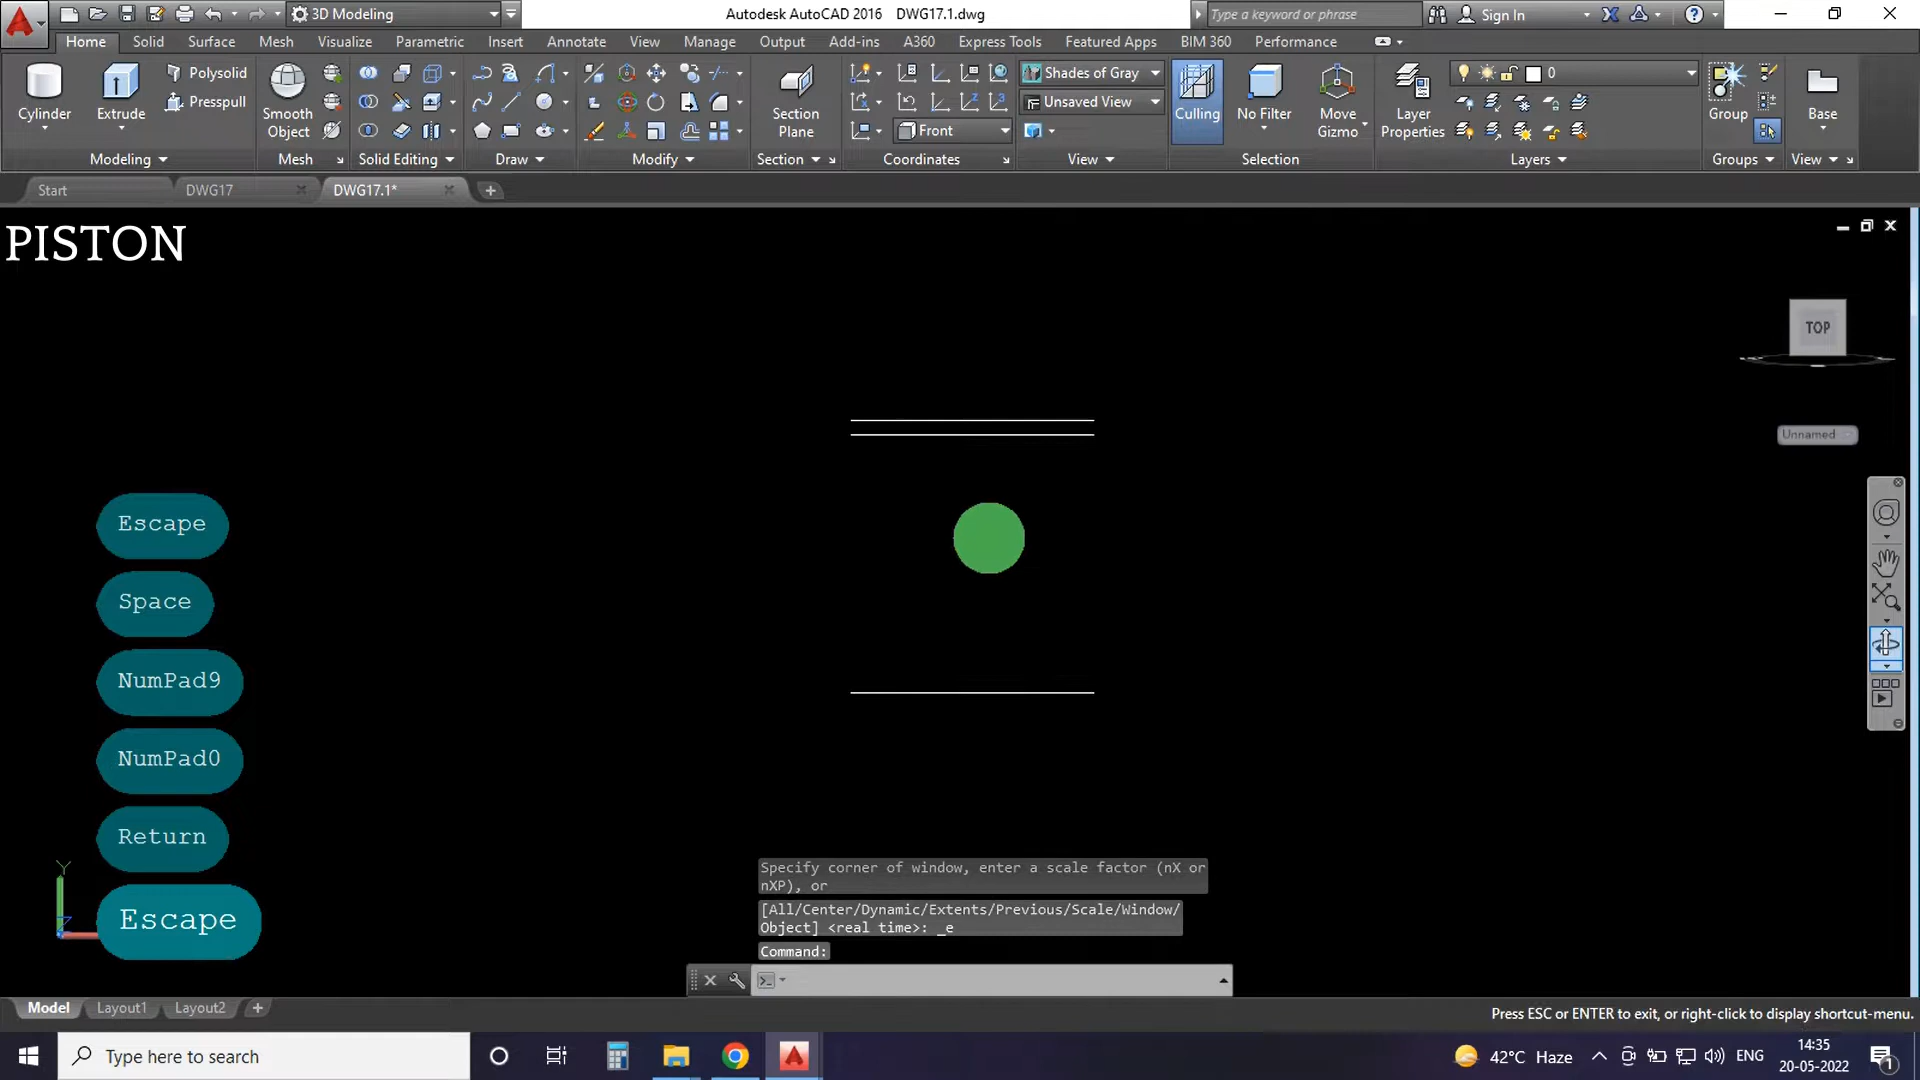 3D Modeling
Autodesk AutoCAD 2016 DWG17.1.dwg
Type a keyword or phrase
Sign In
Home Solid Surface Mesh Visualize Parametric Insert Annotate View Manage Output Add-ins A360 Express Tools Featured Apps BIM 360 Performance
Cylinder
Extrude
Polysolid
Presspull
Smooth
Object
Section
Plane
Front
Shades of Gray
Unsaved View
Culling
No Filter
Move
Gizmo
Layer
Properties
0
Group
Base
Modeling Mesh Solid Editing Draw Modify Section Coordinates View Selection Layers Groups View
Start DWG17 DWG17.1*
PISTON
TOP
Unnamed
Escape
Space
NumPad9
NumPad0
Return
Escape
Y
Specify corner of window, enter a scale factor (nX or
nXP), or
[All/Center/Dynamic/Extents/Previous/Scale/Window/
Object] <real time>: _e
Command:
Model Layout1 Layout2
Press ESC or ENTER to exit, or right-click to display shortcut-menu.
Type here to search
42°C Haze
ENG
14:35
20-05-2022
1